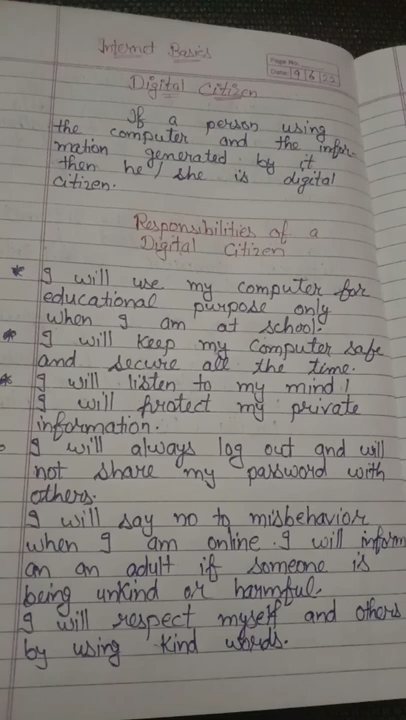 Internet Basics
Page No.
Date: 9 6 23
Digital Citizen
If a person using
the computer and the infor-
mation generated by it
then he / she is digital
citizen.
Responsibilities of a
Digital Citizen
* I will use my computer for
educational purpose only
when I am at school.
* I will keep my computer safe
and secure all the time.
* I will listen to my mind!
I will protect my private
information.
I will always log out and will
not share my password with
others.
I will say no to misbehavior
when I am online. I will inform
an an adult if someone is
being unkind or harmful.
I will respect myself and others
by using kind words.